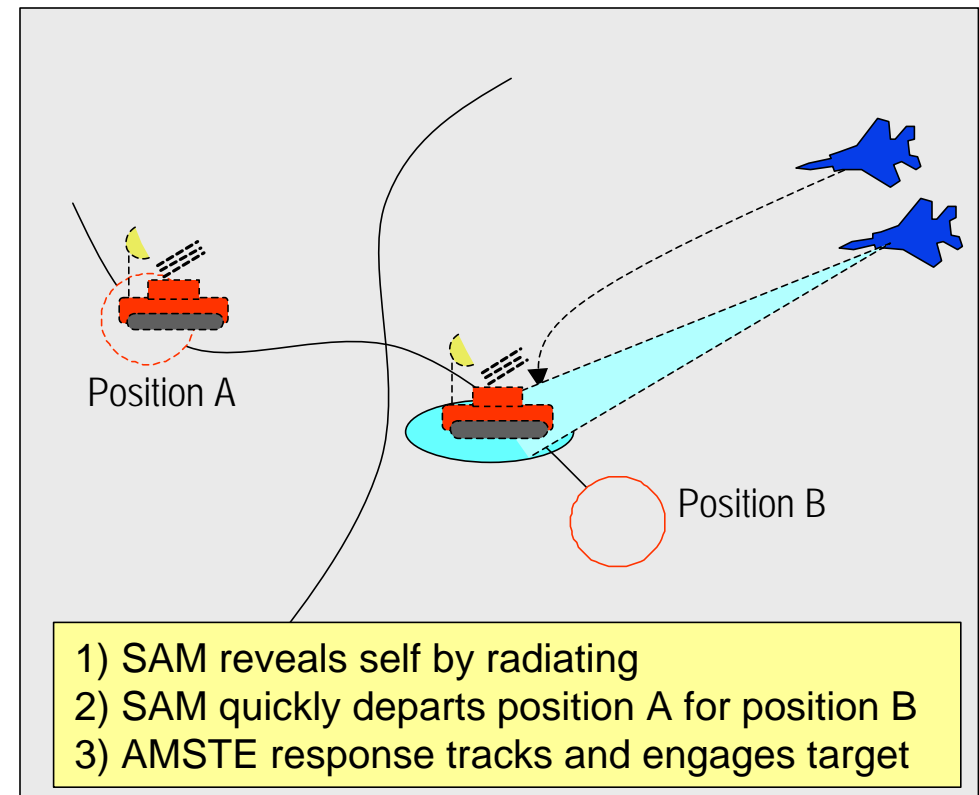 Position A
Position B
1) SAM reveals self by radiating
2) SAM quickly departs position A for position B
3) AMSTE response tracks and engages target